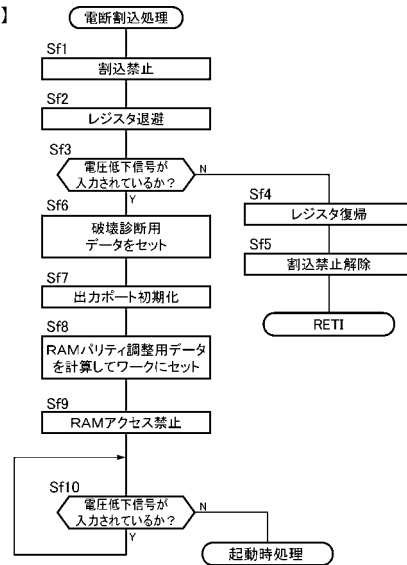 】
電断割込処理
Sf1
割込禁止
Sf2
レジスタ退避
Sf3
電圧低下信号が
入力されているか？
N
Y
Sf4
レジスタ復帰
Sf5
割込禁止解除
RETI
Sf6
破壊診断用
データをセット
Sf7
出力ポート初期化
Sf8
RAMパリティ調整用データ
を計算してワークにセット
Sf9
RAMアクセス禁止
Sf10
電圧低下信号が
入力されているか？
N
Y
起動時処理